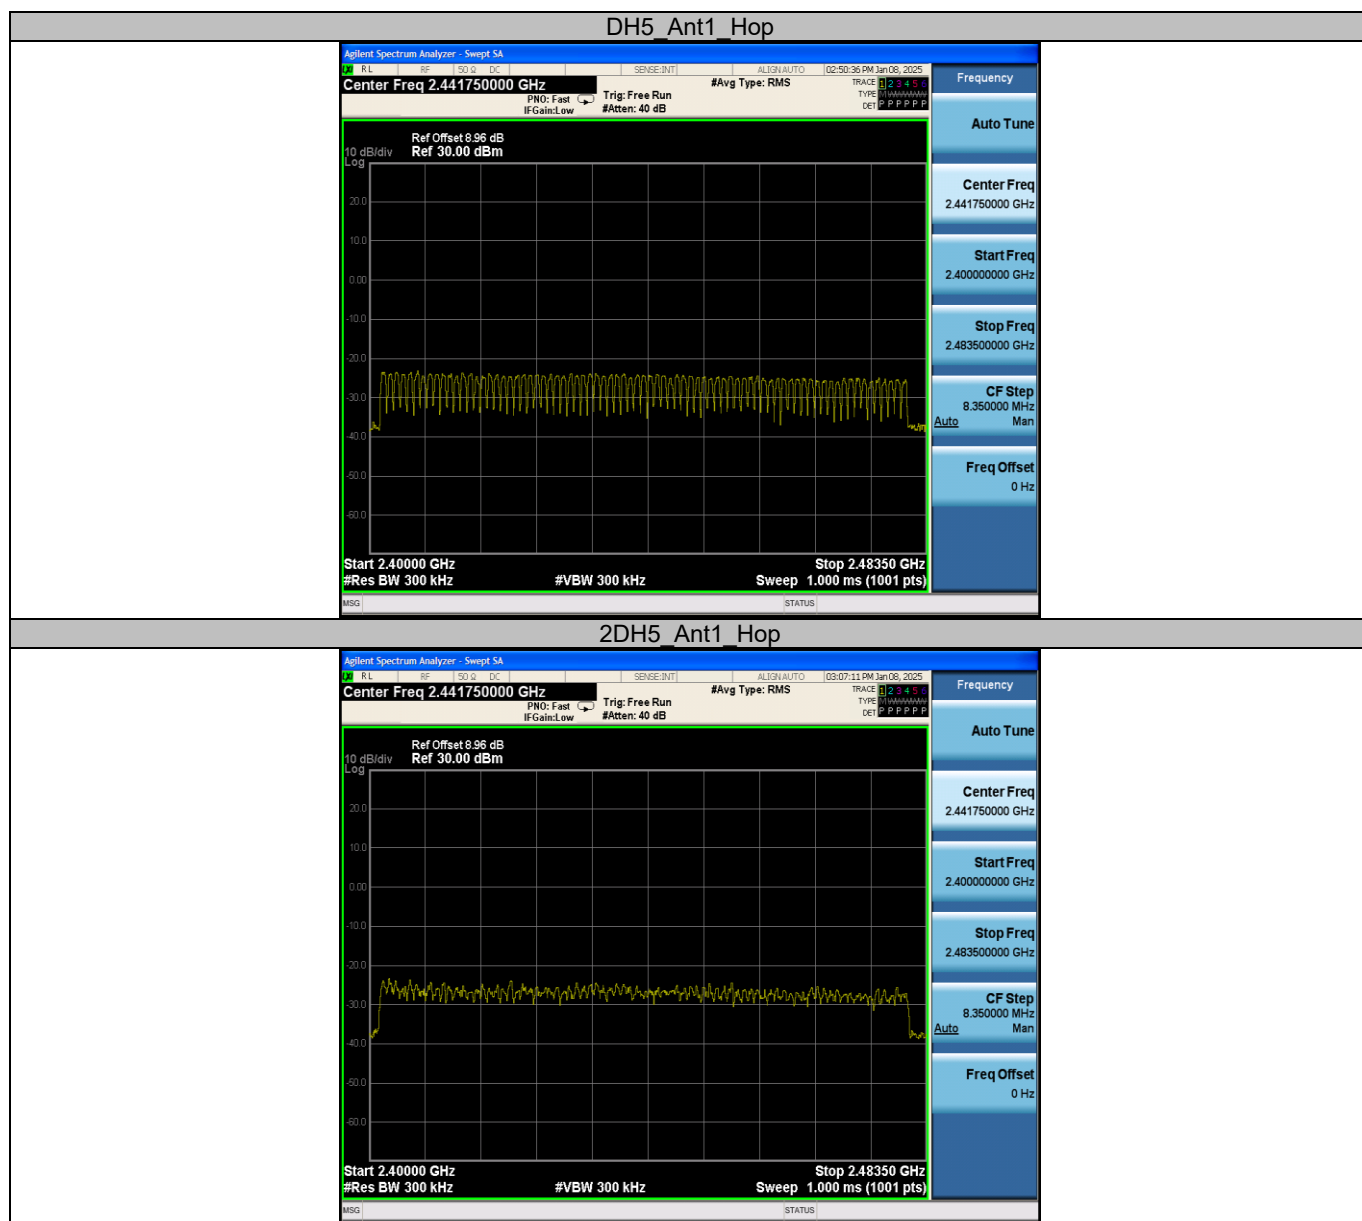 DH5_Ant1_Hop
Agilent Spectrum Analyzer - Swept SA
RL RF 50 Ω DC SENSE:INT ALIGN AUTO 02:50:36 PM Jan 08, 2025
Center Freq 2.441750000 GHz #Avg Type: RMS TRACE 1 2 3 4 5 6
PNO: Fast Trig: Free Run TYPE M W W W W W
IFGain:Low #Atten: 40 dB DET P P P P P P
Frequency
Auto Tune
Ref Offset 8.96 dB
10 dB/div Ref 30.00 dBm
Log
20.0
10.0
0.00
-10.0
-20.0
-30.0
-40.0
-50.0
-60.0
Center Freq
2.441750000 GHz
Start Freq
2.400000000 GHz
Stop Freq
2.483500000 GHz
CF Step
8.350000 MHz
Auto Man
Freq Offset
0 Hz
Start 2.40000 GHz Stop 2.48350 GHz
#Res BW 300 kHz #VBW 300 kHz Sweep 1.000 ms (1001 pts)
MSG STATUS
2DH5_Ant1_Hop
Agilent Spectrum Analyzer - Swept SA
RL RF 50 Ω DC SENSE:INT ALIGN AUTO 03:07:11 PM Jan 08, 2025
Center Freq 2.441750000 GHz #Avg Type: RMS TRACE 1 2 3 4 5 6
PNO: Fast Trig: Free Run TYPE M W W W W W
IFGain:Low #Atten: 40 dB DET P P P P P P
Frequency
Auto Tune
Ref Offset 8.96 dB
10 dB/div Ref 30.00 dBm
Log
20.0
10.0
0.00
-10.0
-20.0
-30.0
-40.0
-50.0
-60.0
Center Freq
2.441750000 GHz
Start Freq
2.400000000 GHz
Stop Freq
2.483500000 GHz
CF Step
8.350000 MHz
Auto Man
Freq Offset
0 Hz
Start 2.40000 GHz Stop 2.48350 GHz
#Res BW 300 kHz #VBW 300 kHz Sweep 1.000 ms (1001 pts)
MSG STATUS